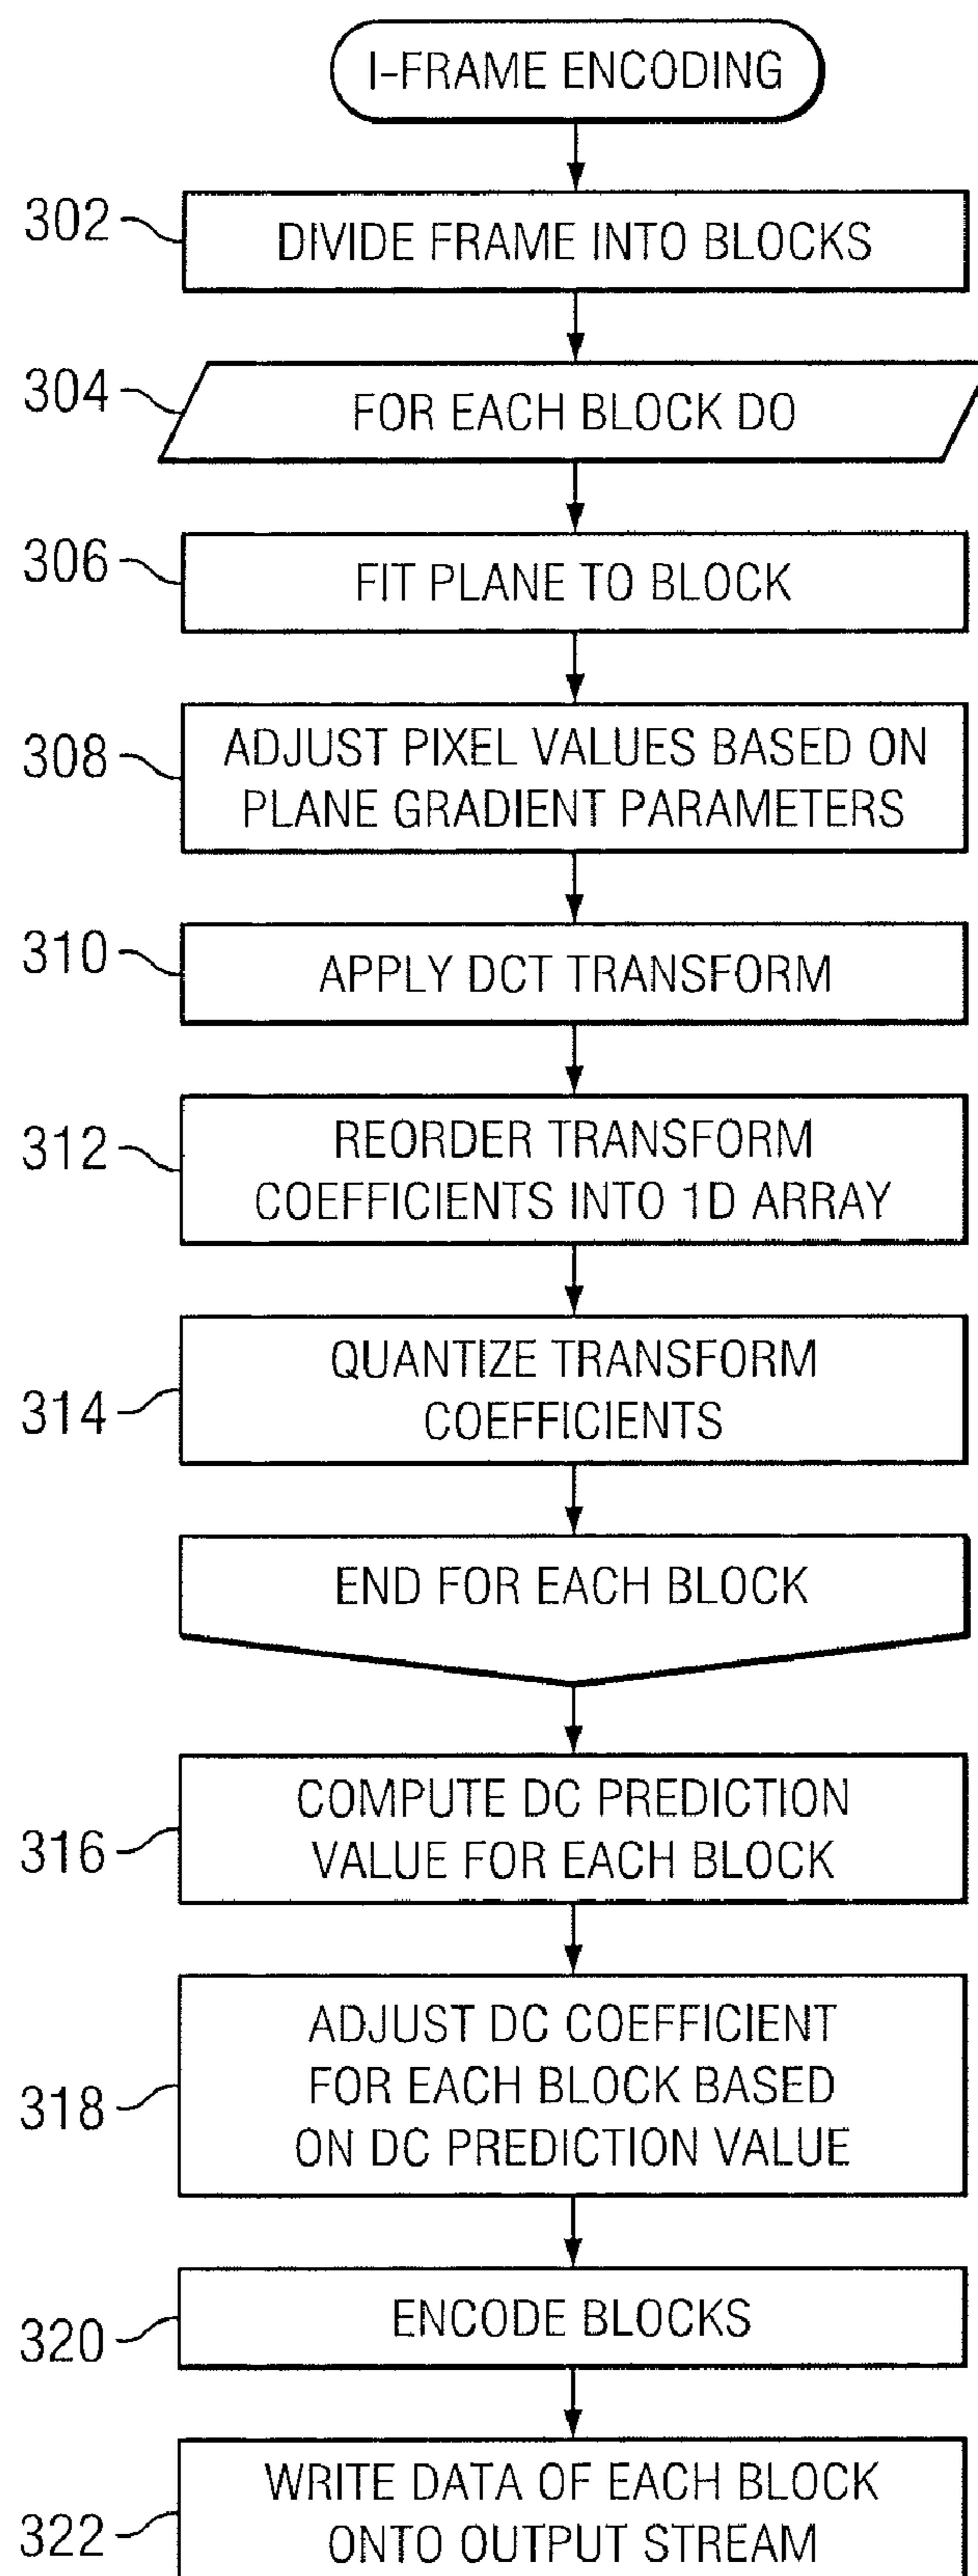 I-FRAME ENCODING
302
DIVIDE FRAME INTO BLOCKS
304
FOR EACH BLOCK DO
306
FIT PLANE TO BLOCK
308
ADJUST PIXEL VALUES BASED ON
PLANE GRADIENT PARAMETERS
310
APPLY DCT TRANSFORM
312
REORDER TRANSFORM
COEFFICIENTS INTO 1D ARRAY
314
QUANTIZE TRANSFORM
COEFFICIENTS
END FOR EACH BLOCK
316
COMPUTE DC PREDICTION
VALUE FOR EACH BLOCK
318
ADJUST DC COEFFICIENT
FOR EACH BLOCK BASED
ON DC PREDICTION VALUE
320
ENCODE BLOCKS
322
WRITE DATA OF EACH BLOCK
ONTO OUTPUT STREAM